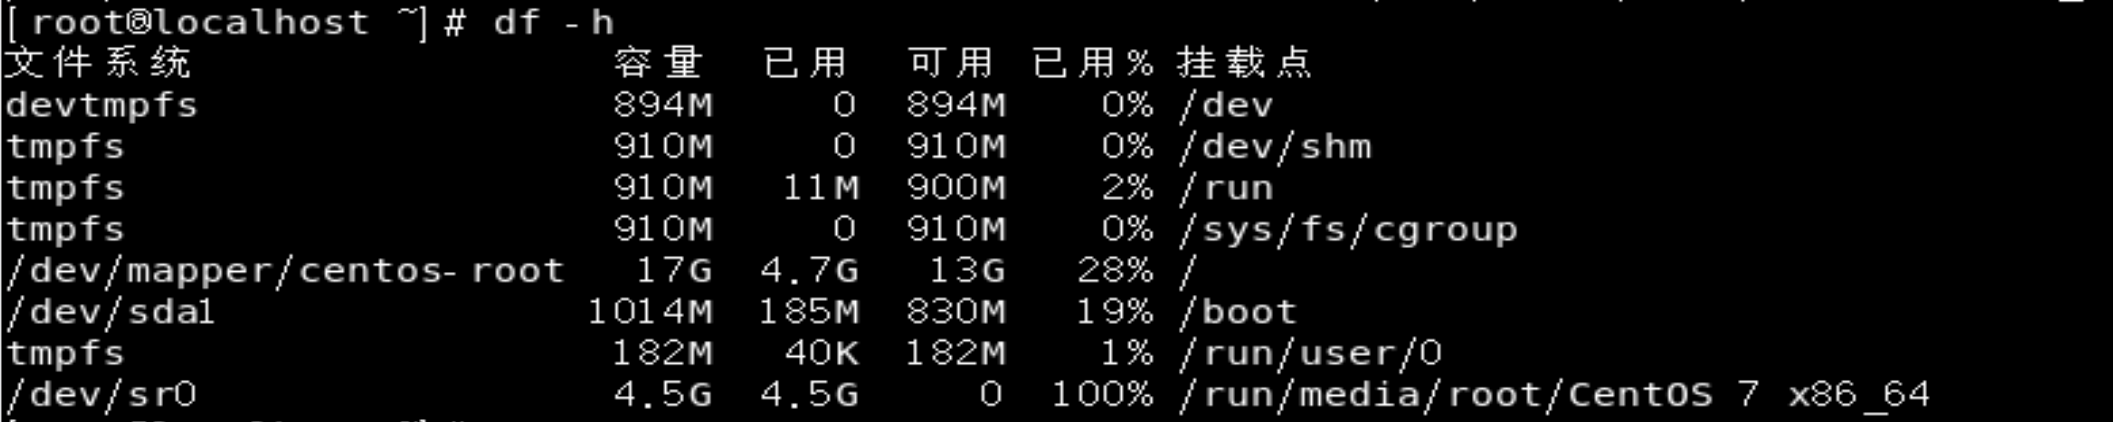 [root@localhost ~]# df -h
文件系统 容量 已用 可用 已用% 挂载点
devtmpfs 894M 0 894M 0% /dev
tmpfs 910M 0 910M 0% /dev/shm
tmpfs 910M 11M 900M 2% /run
tmpfs 910M 0 910M 0% /sys/fs/cgroup
/dev/mapper/centos-root 17G 4.7G 13G 28% /
/dev/sda1 1014M 185M 830M 19% /boot
tmpfs 182M 40K 182M 1% /run/user/0
/dev/sr0 4.5G 4.5G 0 100% /run/media/root/CentOS 7 x86_64